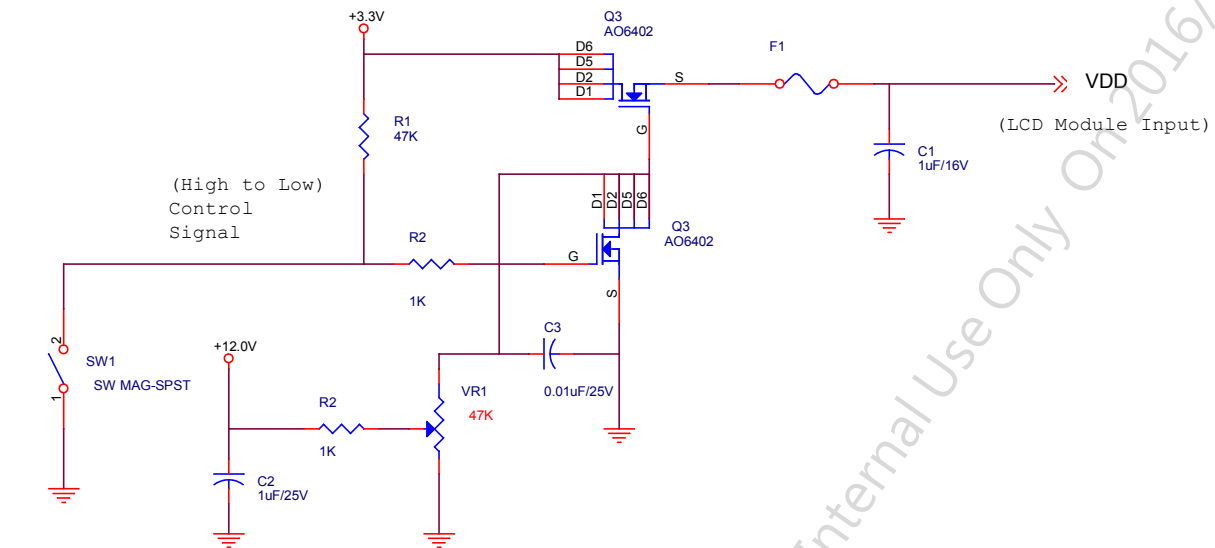 +3.3V
Q3
AO6402
D6
D5
D2
D1
S
G
F1
VDD
(LCD Module Input)
R1
47K
C1
1uF/16V
(High to Low)
Control
Signal
D1
D2
D5
D6
Q3
AO6402
R2
1K
G
S
2
1
SW1
SW MAG-SPST
+12.0V
C3
0.01uF/25V
VR1
47K
R2
1K
C2
1uF/25V
Internal Use Only On 2016/